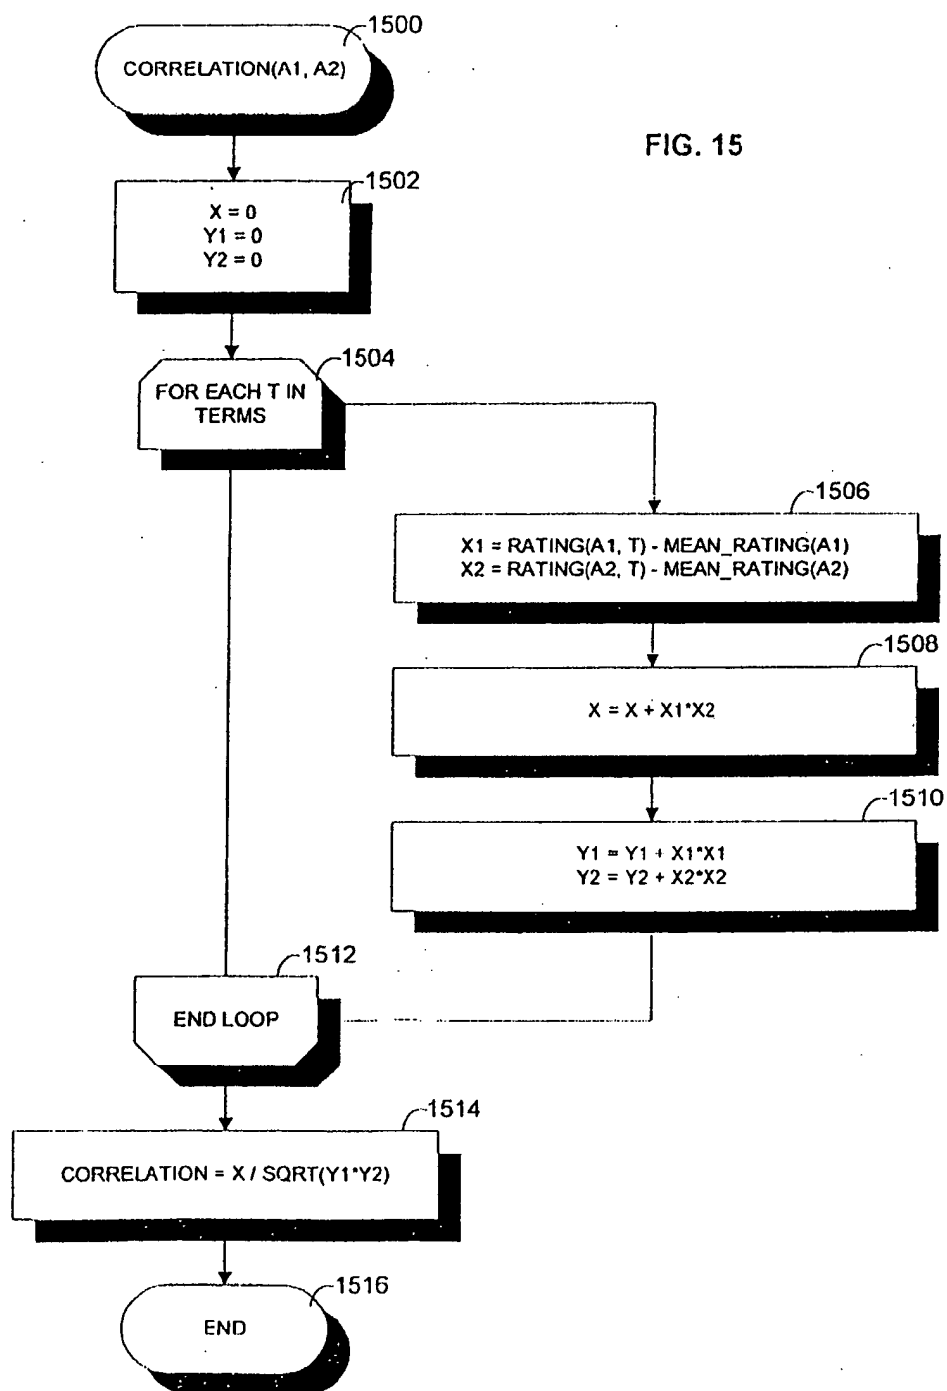 1500
CORRELATION(A1, A2)
FIG. 15
1502
X = 0
Y1 = 0
Y2 = 0
1504
FOR EACH T IN
TERMS
1506
X1 = RATING(A1, T) - MEAN_RATING(A1)
X2 = RATING(A2, T) - MEAN_RATING(A2)
1508
X = X + X1*X2
1510
Y1 = Y1 + X1*X1
Y2 = Y2 + X2*X2
1512
END LOOP
1514
CORRELATION = X / SQRT(Y1*Y2)
1516
END